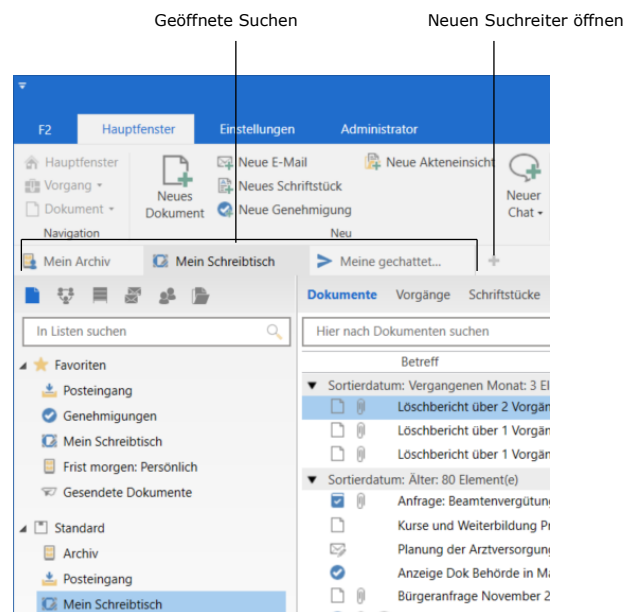 Geöffnete Suchen
Neuen Suchreiter öffnen
F2 Hauptfenster Einstellungen Administrator
Hauptfenster
Vorgang
Dokument
Navigation
Neues
Dokument
Neue E-Mail
Neues Schriftstück
Neue Genehmigung
Neue Akteneinsicht
Neuer
Chat
Neu
Mein Archiv
Mein Schreibtisch
Meine gechattet...
+
In Listen suchen
Favoriten
Posteingang
Genehmigungen
Mein Schreibtisch
Frist morgen: Persönlich
Gesendete Dokumente
Standard
Archiv
Posteingang
Mein Schreibtisch
Dokumente Vorgänge Schriftstücke
Hier nach Dokumenten suchen
Betreff
Sortierdatum: Vergangenen Monat: 3 El
Löschbericht über 2 Vorgän
Löschbericht über 1 Vorgän
Löschbericht über 1 Vorgän
Sortierdatum: Älter: 80 Element(e)
Anfrage: Beamtenvergütung
Kurse und Weiterbildung Pr
Planung der Arztversorgung
Anzeige Dok Behörde in Ma
Bürgeranfrage November 2